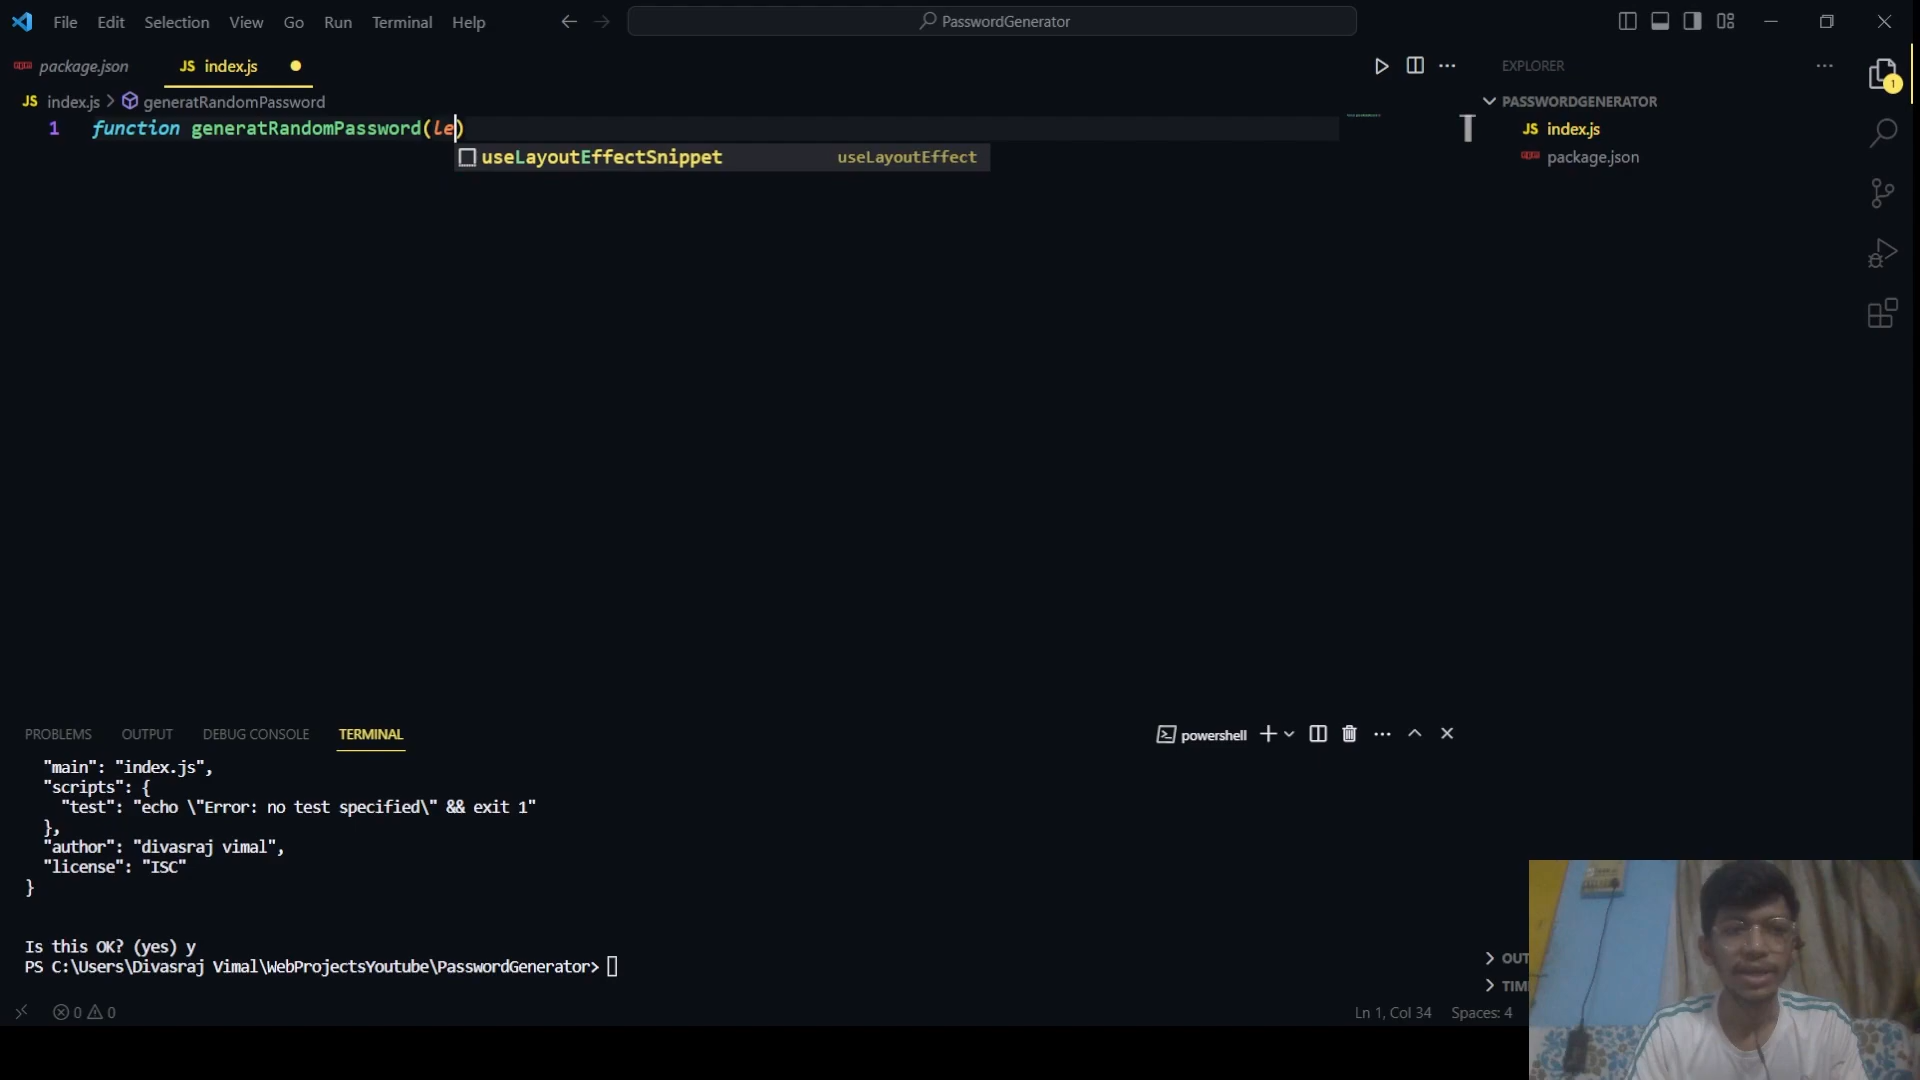 File Edit Selection View Go Run Terminal Help
PasswordGenerator
package.json
JS index.js
EXPLORER
JS index.js > generatRandomPassword
PASSWORDGENERATOR
1 function generatRandomPassword(le)
JS index.js
useLayoutEffectSnippet useLayoutEffect
package.json
1
PROBLEMS OUTPUT DEBUG CONSOLE TERMINAL
powershell
"main": "index.js",
"scripts": {
"test": "echo \"Error: no test specified\" && exit 1"
},
"author": "divasraj vimal",
"license": "ISC"
}
Is this OK? (yes) y
PS C:\Users\Divasraj Vimal\WebProjectsYoutube\PasswordGenerator>
OUT
TIM
0 0
Ln 1, Col 34 Spaces: 4